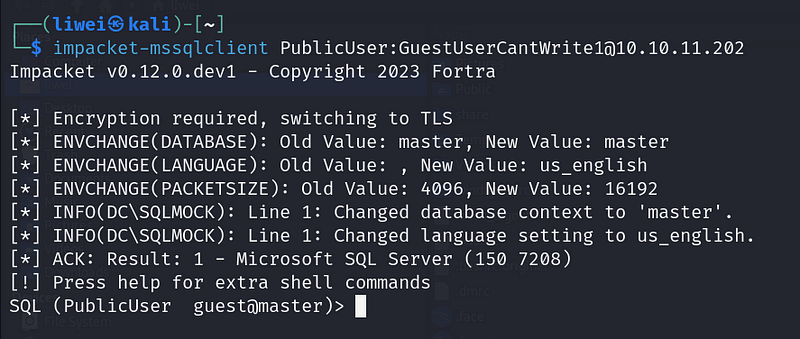 ┌──(liwei㉿kali)-[~]
└─$ impacket-mssqlclient PublicUser:GuestUserCantWrite1@10.10.11.202
Impacket v0.12.0.dev1 - Copyright 2023 Fortra

[*] Encryption required, switching to TLS
[*] ENVCHANGE(DATABASE): Old Value: master, New Value: master
[*] ENVCHANGE(LANGUAGE): Old Value: , New Value: us_english
[*] ENVCHANGE(PACKETSIZE): Old Value: 4096, New Value: 16192
[*] INFO(DC\SQLMOCK): Line 1: Changed database context to 'master'.
[*] INFO(DC\SQLMOCK): Line 1: Changed language setting to us_english.
[*] ACK: Result: 1 - Microsoft SQL Server (150 7208)
[!] Press help for extra shell commands
SQL (PublicUser  guest@master)>